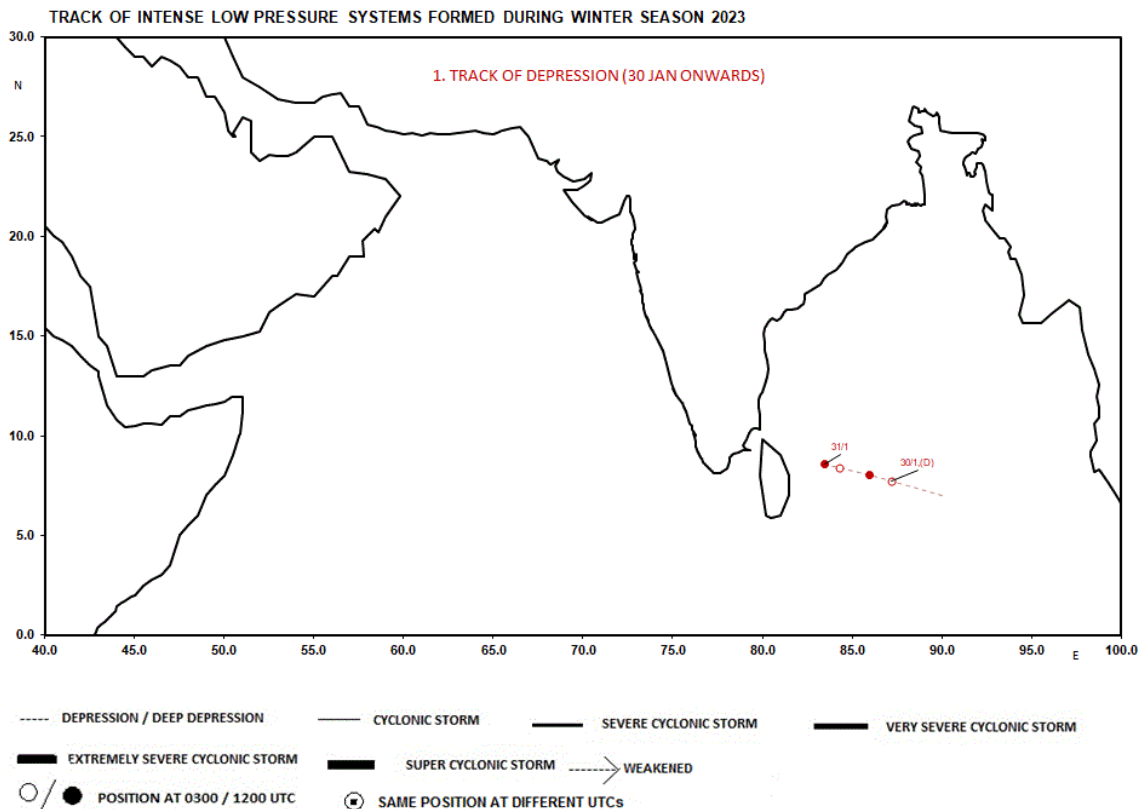 TRACK OF INTENSE LOW PRESSURE SYSTEMS FORMED DURING WINTER SEASON 2023
30.0
N
1. TRACK OF DEPRESSION (30 JAN ONWARDS)
25.0
20.0
15.0
10.0
31/1
30/1,(D)
5.0
0.0
40.0 45.0 50.0 55.0 60.0 65.0 70.0 75.0 80.0 85.0 90.0 95.0 100.0
E
DEPRESSION / DEEP DEPRESSION CYCLONIC STORM SEVERE CYCLONIC STORM VERY SEVERE CYCLONIC STORM
EXTREMELY SEVERE CYCLONIC STORM SUPER CYCLONIC STORM WEAKENED
POSITION AT 0300 / 1200 UTC SAME POSITION AT DIFFERENT UTCs